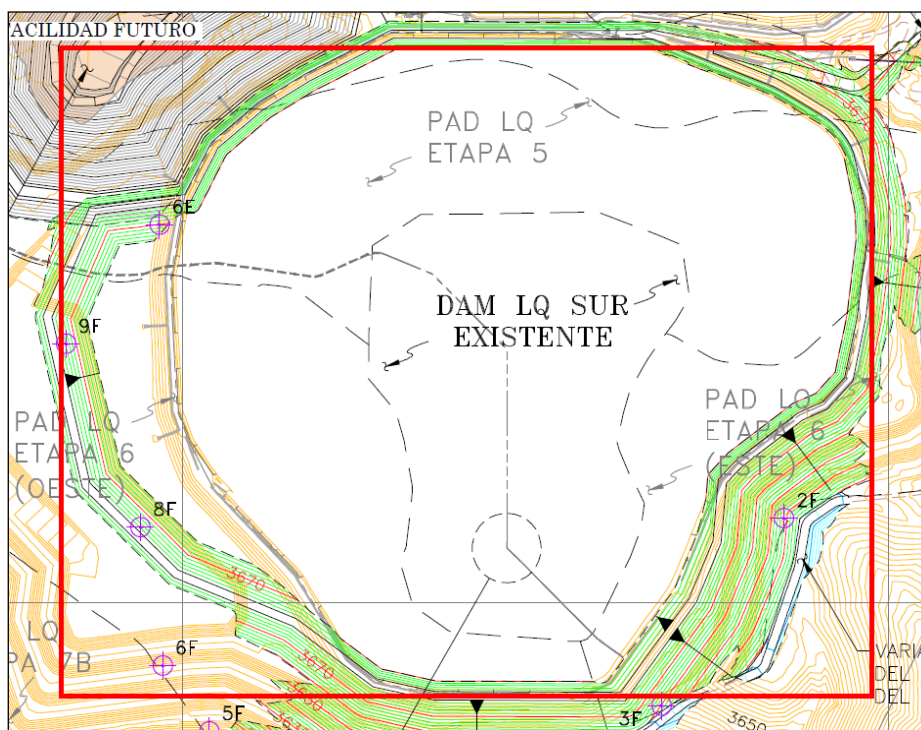 ACILIDAD FUTURO
PAD LQ
ETAPA 5
6E
DAM LQ SUR
EXISTENTE
9F
PAD LQ
ETAPA 6
(OESTE)
PAD LQ
ETAPA 6
(ESTE)
8F
2F
3670
6F
LQ
PA 7B
3670
3660
5F
3F
3650
VARIA
DEL
DEL